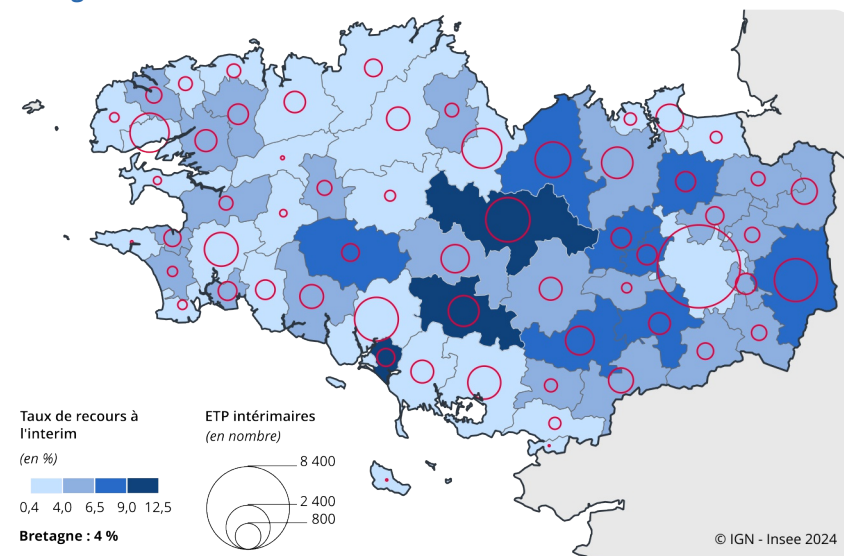 Taux de recours à
l'interim
(en %)
0,4 4,0 6,5 9,0 12,5
Bretagne : 4 %
ETP intérimaires
(en nombre)
8 400
2 400
800
© IGN - Insee 2024